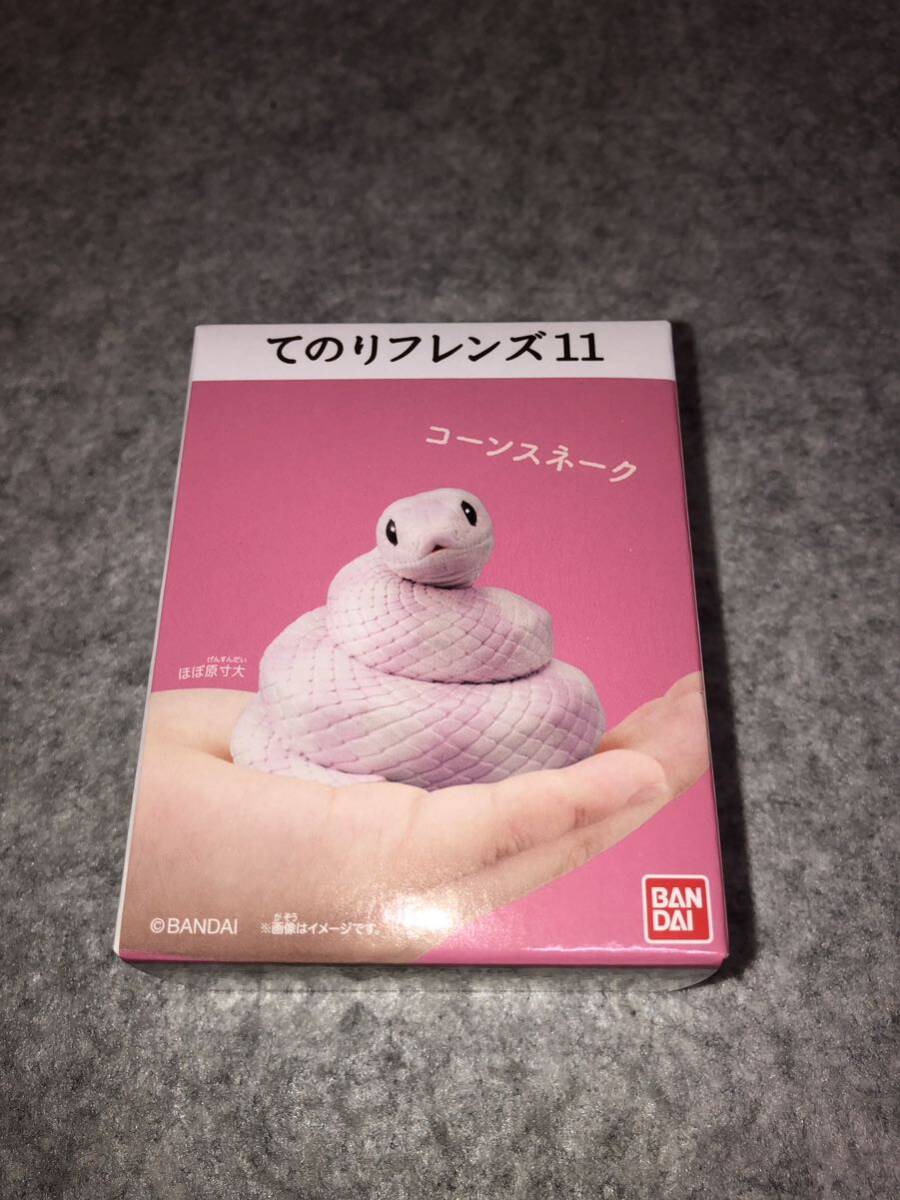 てのりフレンズ11
コーンスネーク
げんすんだい
ほぼ原寸大
©BANDAI
がぞう
※画像はイメージです。
BAN
DAI